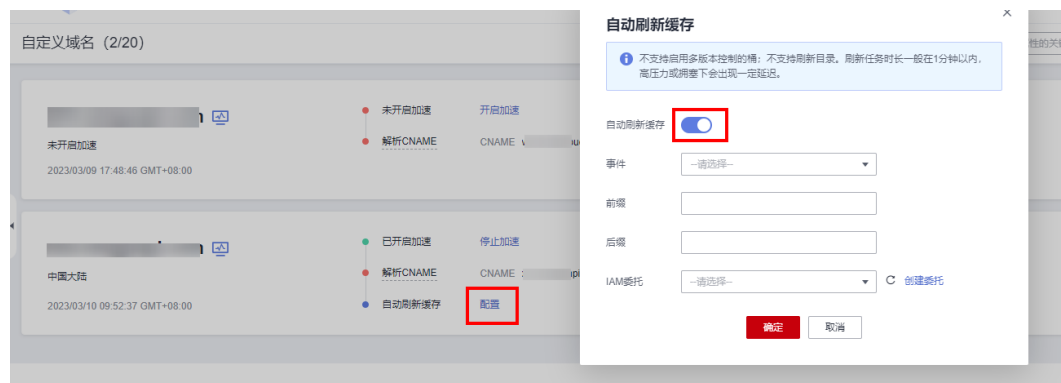 自定义域名（2/20）
未开启加速
2023/03/09 17:48:46 GMT+08:00
未开启加速 开启加速
解析CNAME CNAME
中国大陆
2023/03/10 09:52:37 GMT+08:00
已开启加速 停止加速
解析CNAME CNAME
自动刷新缓存 配置
自动刷新缓存
不支持启用多版本控制的桶；不支持刷新目录。刷新任务时长一般在1分钟以内，
高压力或拥塞下会出现一定延迟。
自动刷新缓存
事件 --请选择--
前缀
后缀
IAM委托 --请选择-- C 创建委托
确定 取消
性的关